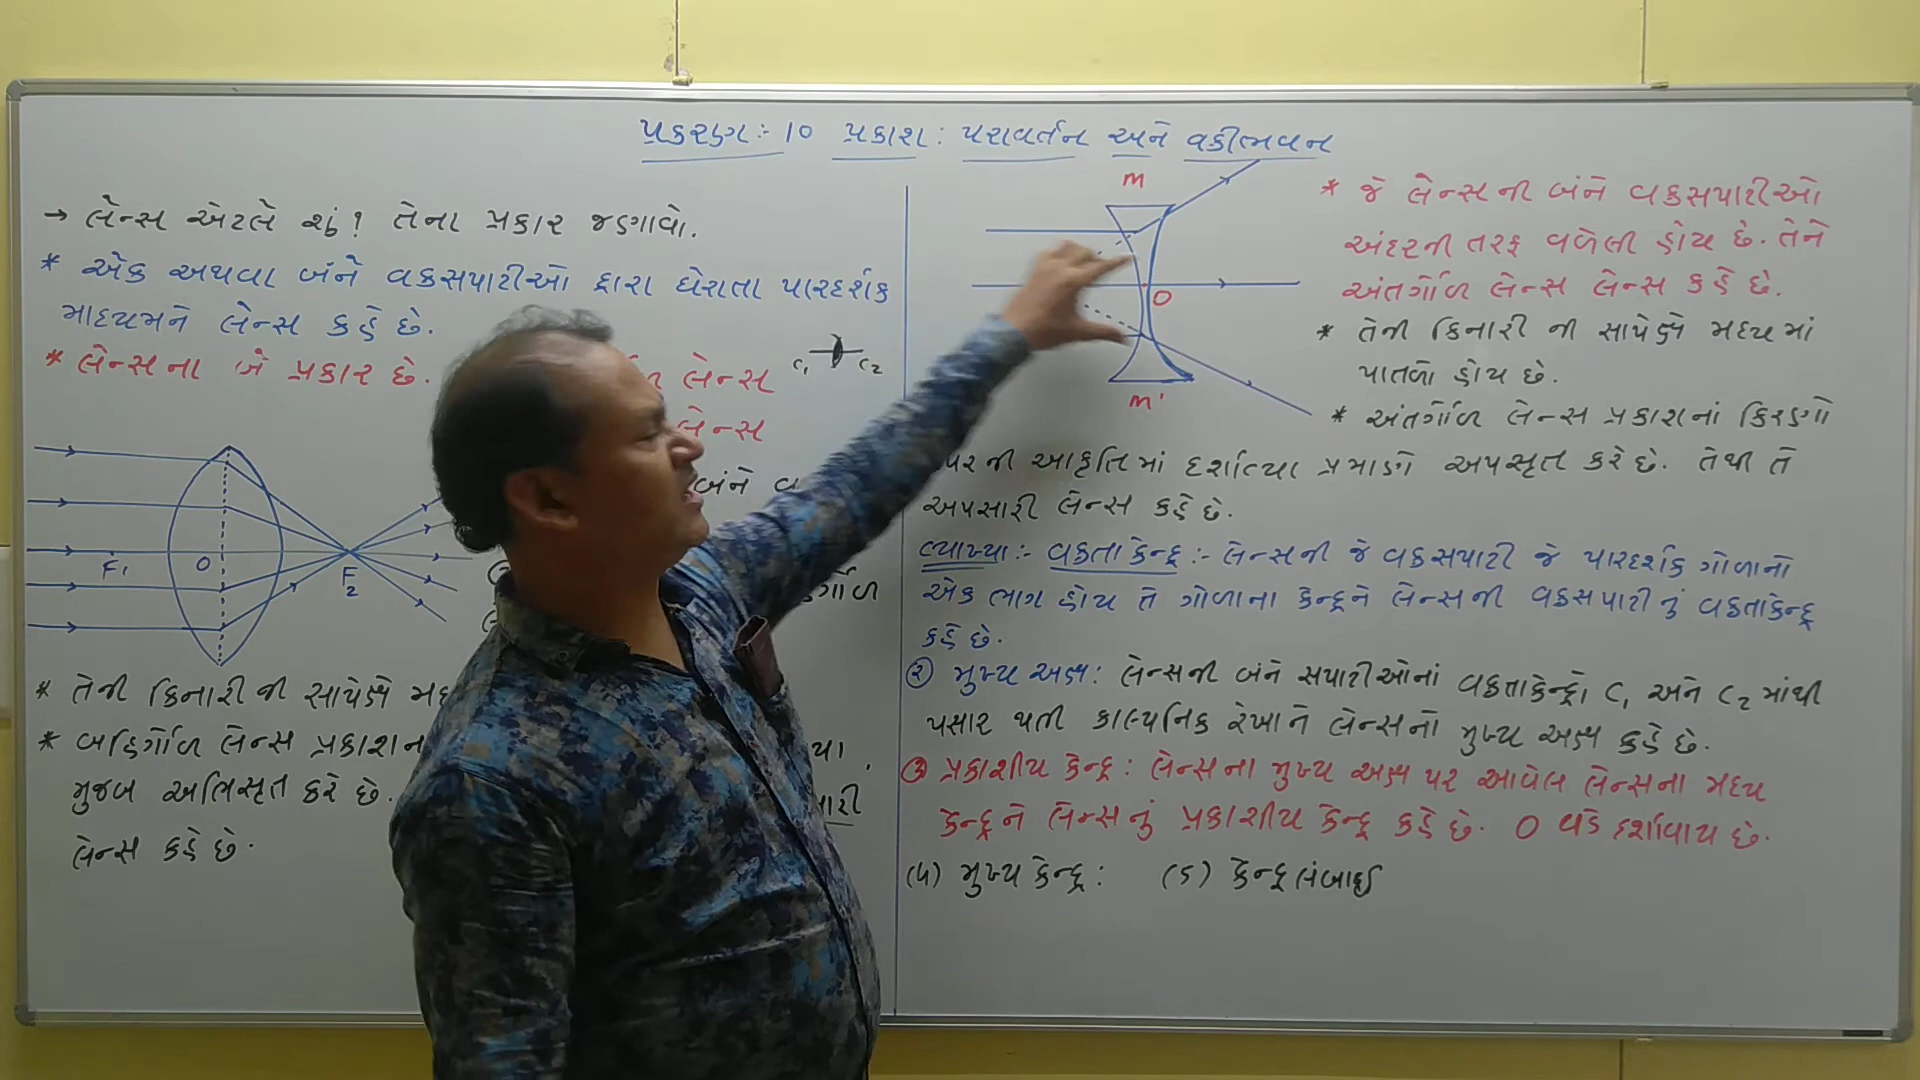 પ્રકરણ:- 10 પ્રકાશ: પરાવર્તન અને વક્રીભવન
→ લેન્સ એટલે શું? તેના પ્રકાર જણાવો.
* એક અથવા બંને વક્રસપાટીઓ દ્વારા ઘેરાતા પારદર્શક
માધ્યમને લેન્સ કહે છે.
* લેન્સના બે પ્રકાર છે.
લેન્સ
લેન્સ
C1 C2
બંને
F1 O F2
* તેની કિનારી ની સાપેક્ષે
* બહિર્ગોળ લેન્સ પ્રકાશન
મુજબ અભિસૃત કરે છે.
લેન્સ કહે છે.
M
O
M'
* જે લેન્સ ની બંને વક્રસપાટીઓ
અંદરની તરફ વળેલી હોય છે. તેને
અંતર્ગોળ લેન્સ લેન્સ કહે છે.
* તેની કિનારી ની સાપેક્ષે મધ્ય માં
પાતળો હોય છે.
* અંતર્ગોળ લેન્સ પ્રકાશનાં કિરણો
પરની આકૃતિમાં દર્શાવ્યા પ્રમાણે અપસૃત કરે છે. તેથી તે
અપસારી લેન્સ કહે છે.
વ્યાખ્યા:- વક્રતા કેન્દ્ર:- લેન્સની જે વક્રસપાટી જે પારદર્શક ગોળાનો
એક ભાગ હોય તે ગોળાના કેન્દ્રને લેન્સની વક્રસપાટીનું વક્રતાકેન્દ્ર
કહે છે.
(૨) મુખ્ય અક્ષ: લેન્સની બંને સપાટીઓનાં વક્રતાકેન્દ્રો C1 અને C2 માંથી
પસાર થતી કાલ્પનિક રેખાને લેન્સનો મુખ્ય અક્ષ કહે છે.
(૩) પ્રકાશીય કેન્દ્ર: લેન્સના મુખ્ય અક્ષ પર આવેલ લેન્સના મધ્ય
કેન્દ્રને લેન્સનું પ્રકાશીય કેન્દ્ર કહે છે. O વડે દર્શાવાય છે.
(૫) મુખ્ય કેન્દ્ર: (૬) કેન્દ્રલંબાઈ